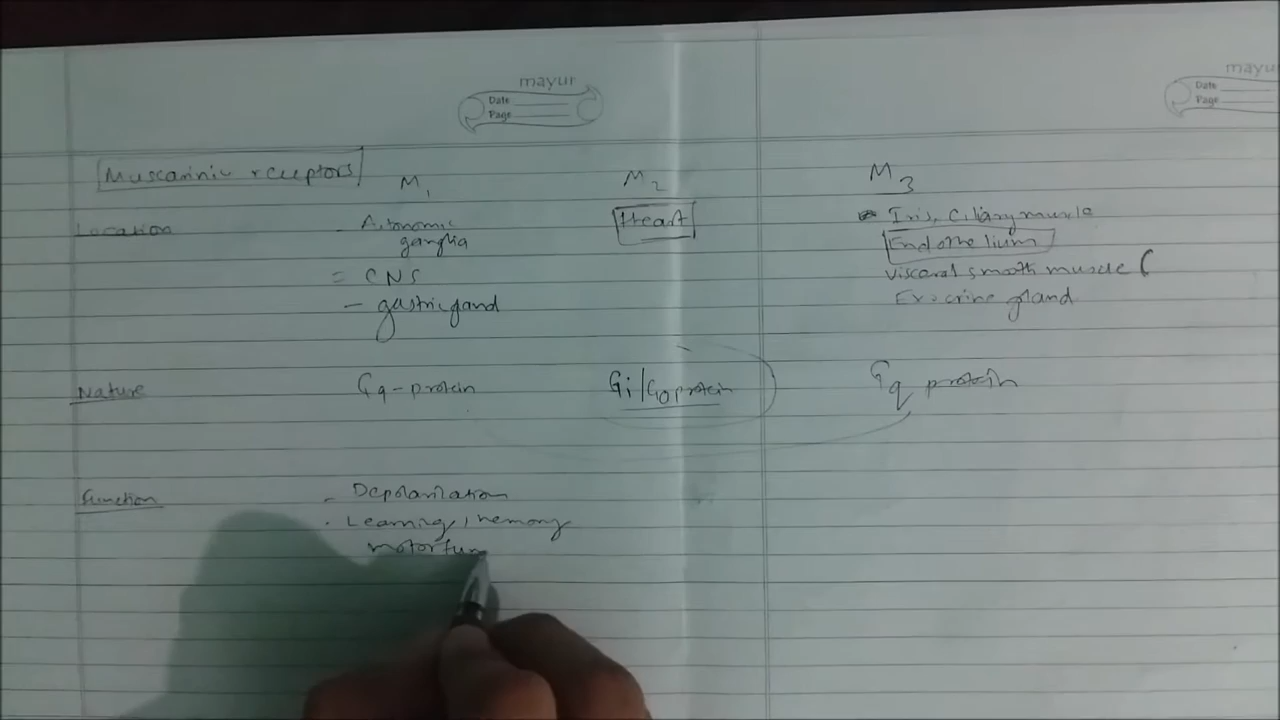 mayur
Date
Page
mayu
Date
Page
Muscarinic receptors M1 M2 M3
Location - Autonomic ganglia Heart Iris, Ciliary muscle
Endothelium
= CNS Visceral smooth muscle (
- gastric gland Exocrine gland
Nature Gq-protein Gi/Go protein Gq protein
Function - Depolarization
- Learning, memory
motor fun